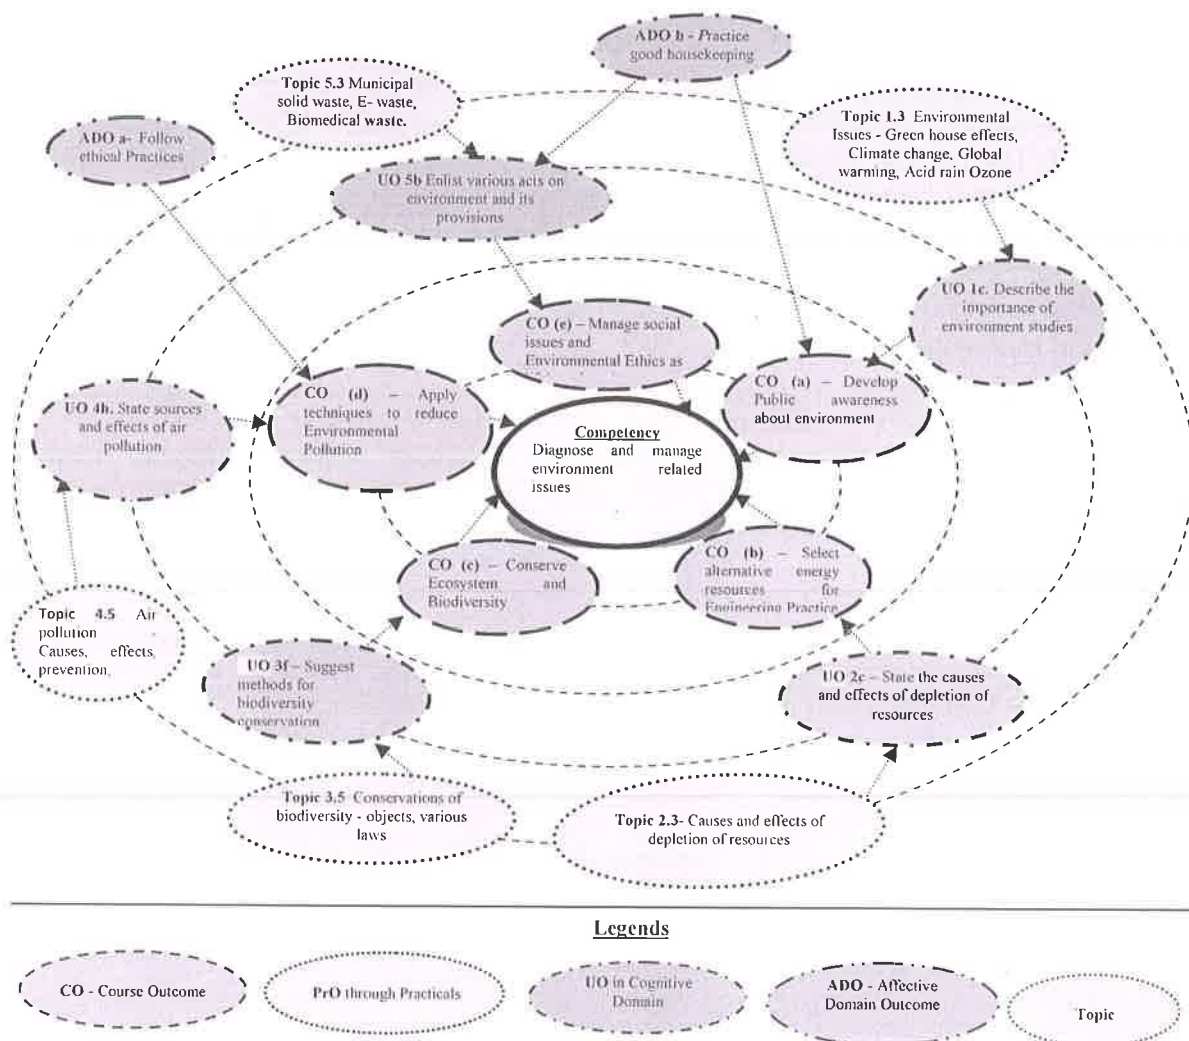 ADO b - Practice
good housekeeping
Topic 5.3 Municipal
solid waste, E- waste,
Biomedical waste.
Topic 1.3 Environmental
Issues - Green house effects,
Climate change, Global
warming, Acid rain Ozone
ADO a- Follow
ethical Practices
UO 5b Enlist various acts on
environment and its
provisions
UO 1c. Describe the
importance of
environment studies
CO (e) – Manage social
issues and
Environmental Ethics as
CO (a) – Develop
Public awareness
about environment
CO (d) – Apply
techniques to reduce
Environmental
Pollution
UO 4b. State sources
and effects of air
pollution
Competency
Diagnose and manage
environment related
issues
CO (c) – Conserve
Ecosystem and
Biodiversity
CO (b) – Select
alternative energy
resources for
Engineering Practice
Topic 4.5 Air
pollution
Causes, effects,
prevention,
UO 3f – Suggest
methods for
biodiversity
conservation
UO 2c – State the causes
and effects of depletion of
resources
Topic 3.5 Conservations of
biodiversity - objects, various
laws
Topic 2.3- Causes and effects of
depletion of resources
Legends
CO - Course Outcome
PrO through Practicals
UO in Cognitive
Domain
ADO - Affective
Domain Outcome
Topic